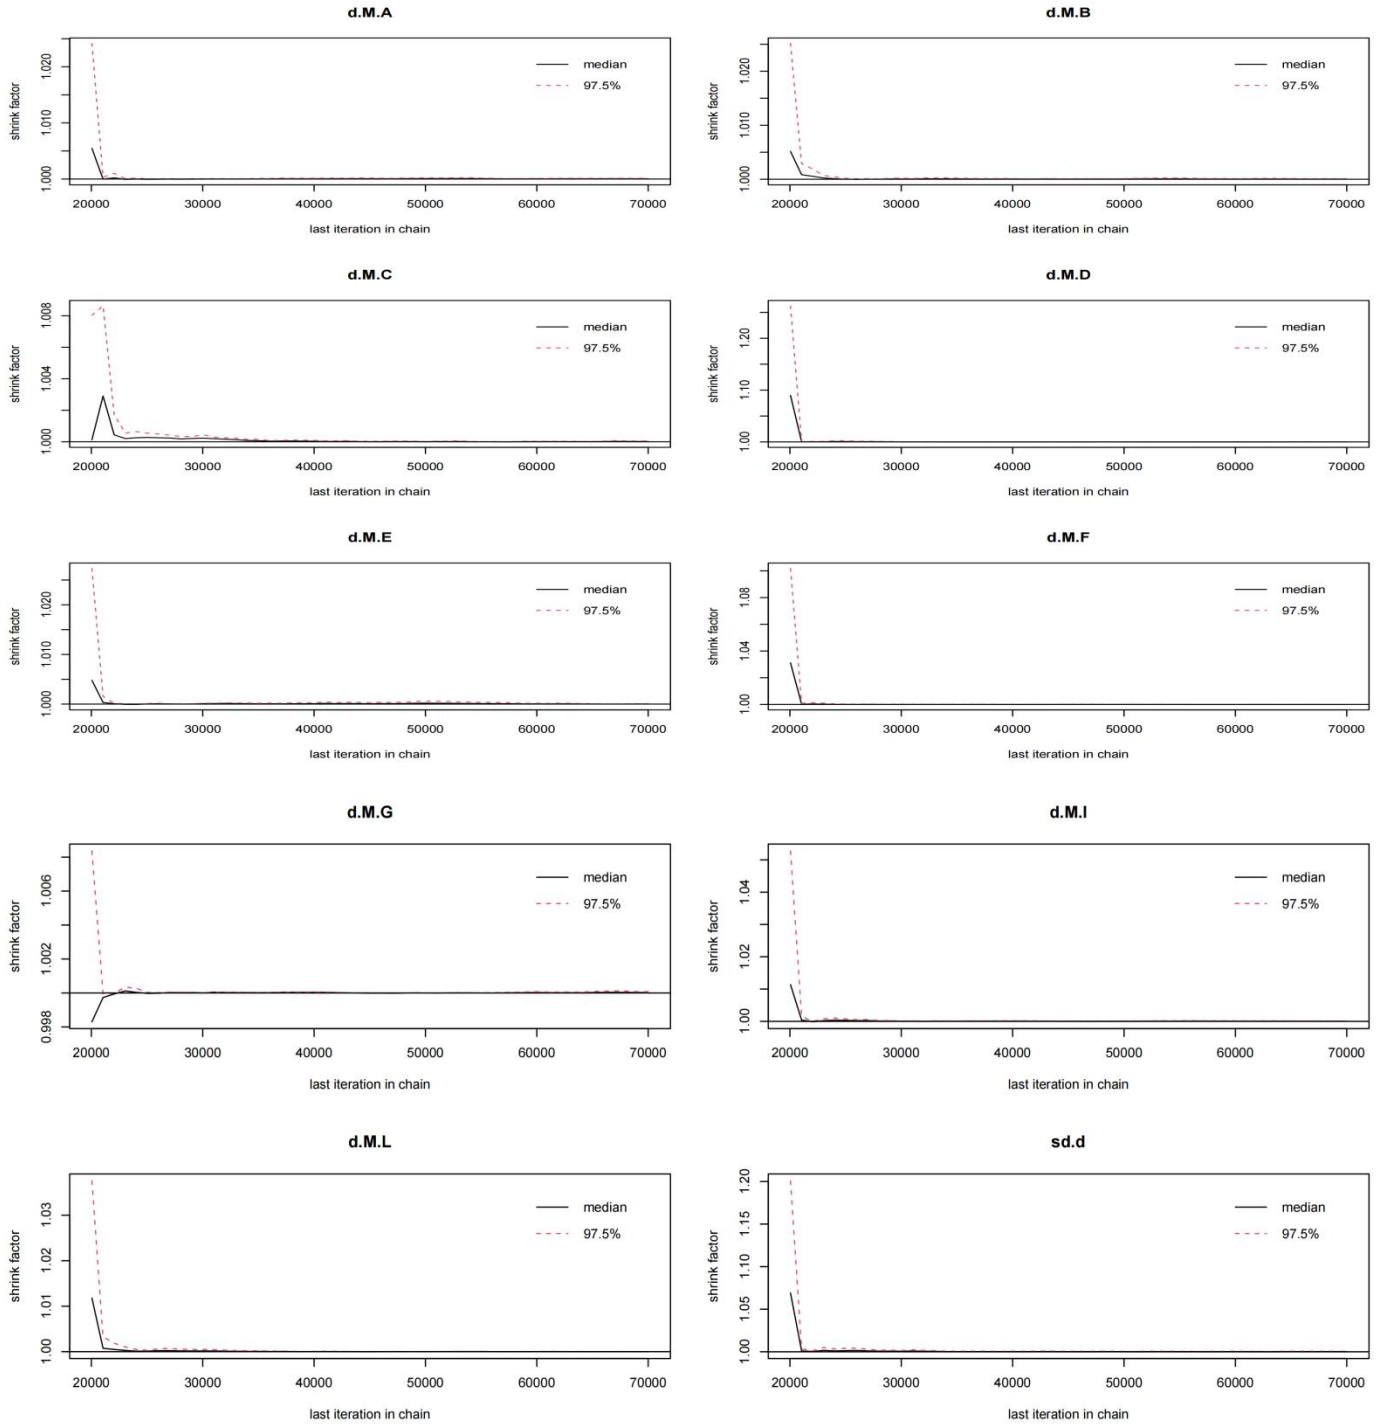 d.M.A
shrink factor
1.020
1.010
1.000
median
97.5%
20000 30000 40000 50000 60000 70000
last iteration in chain
d.M.B
shrink factor
1.020
1.010
1.000
median
97.5%
20000 30000 40000 50000 60000 70000
last iteration in chain
d.M.C
shrink factor
1.008
1.004
1.000
median
97.5%
20000 30000 40000 50000 60000 70000
last iteration in chain
d.M.D
shrink factor
1.20
1.10
1.00
median
97.5%
20000 30000 40000 50000 60000 70000
last iteration in chain
d.M.E
shrink factor
1.020
1.010
1.000
median
97.5%
20000 30000 40000 50000 60000 70000
last iteration in chain
d.M.F
shrink factor
1.08
1.04
1.00
median
97.5%
20000 30000 40000 50000 60000 70000
last iteration in chain
d.M.G
shrink factor
1.006
1.002
0.998
median
97.5%
20000 30000 40000 50000 60000 70000
last iteration in chain
d.M.I
shrink factor
1.04
1.02
1.00
median
97.5%
20000 30000 40000 50000 60000 70000
last iteration in chain
d.M.L
shrink factor
1.03
1.02
1.01
1.00
median
97.5%
20000 30000 40000 50000 60000 70000
last iteration in chain
sd.d
shrink factor
1.20
1.15
1.10
1.05
1.00
median
97.5%
20000 30000 40000 50000 60000 70000
last iteration in chain